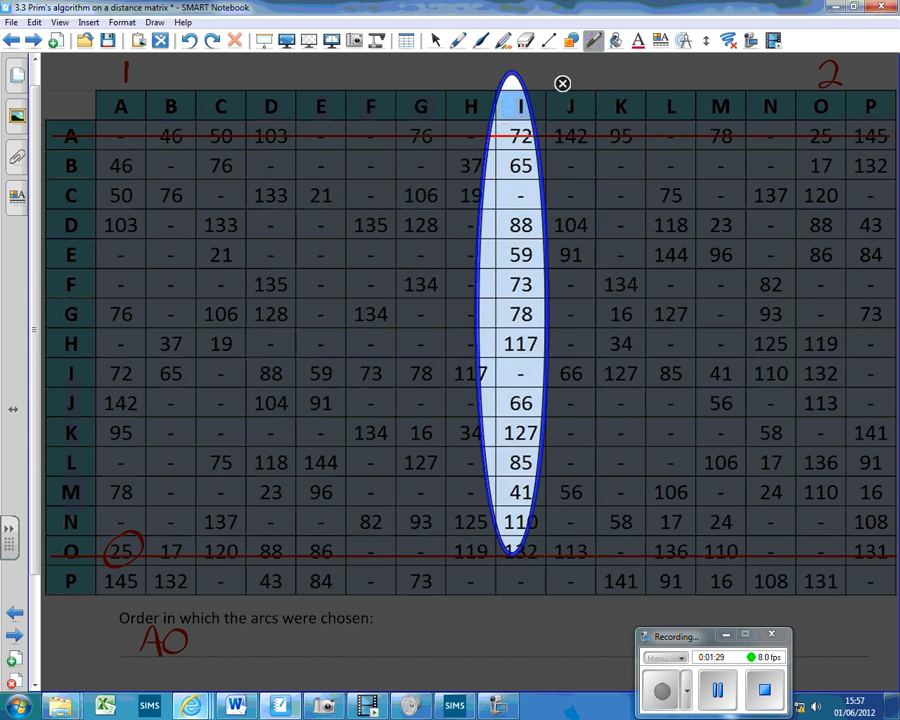 3.3 Prim's algorithm on a distance matrix * - SMART Notebook
File Edit View Insert Format Draw Help
1 2
A B C D E F G H I J K L M N O P
A - 46 50 103 - - 76 - 72 142 95 - 78 - 25 145
B 46 - 76 - - - - 37 65 - - - - - 17 132
C 50 76 - 133 21 - 106 19 - - - 75 - 137 120 -
D 103 - 133 - - 135 128 - 88 104 - 118 23 - 88 43
E - - 21 - - - - - 59 91 - 144 96 - 86 84
F - - - 135 - - 134 - 73 - 134 - - 82 - -
G 76 - 106 128 - 134 - - 78 - 16 127 - 93 - 73
H - 37 19 - - - - - 117 - 34 - - 125 119 -
I 72 65 - 88 59 73 78 117 - 66 127 85 41 110 132 -
J 142 - - 104 91 - - - 66 - - - 56 - 113 -
K 95 - - - - 134 16 34 127 - - - - 58 - 141
L - - 75 118 144 - 127 - 85 - - - 106 17 136 91
M 78 - - 23 96 - - - 41 56 - 106 - 24 110 16
N - - 137 - - 82 93 125 110 - 58 17 24 - - 108
O 25 17 120 88 86 - - 119 132 113 - 136 110 - - 131
P 145 132 - 43 84 - 73 - - - 141 91 16 108 131 -
Order in which the arcs were chosen:
AO
Recording...
Menu 0:01:29 8.0 fps
SIMS SIMS
15:57
01/06/2012